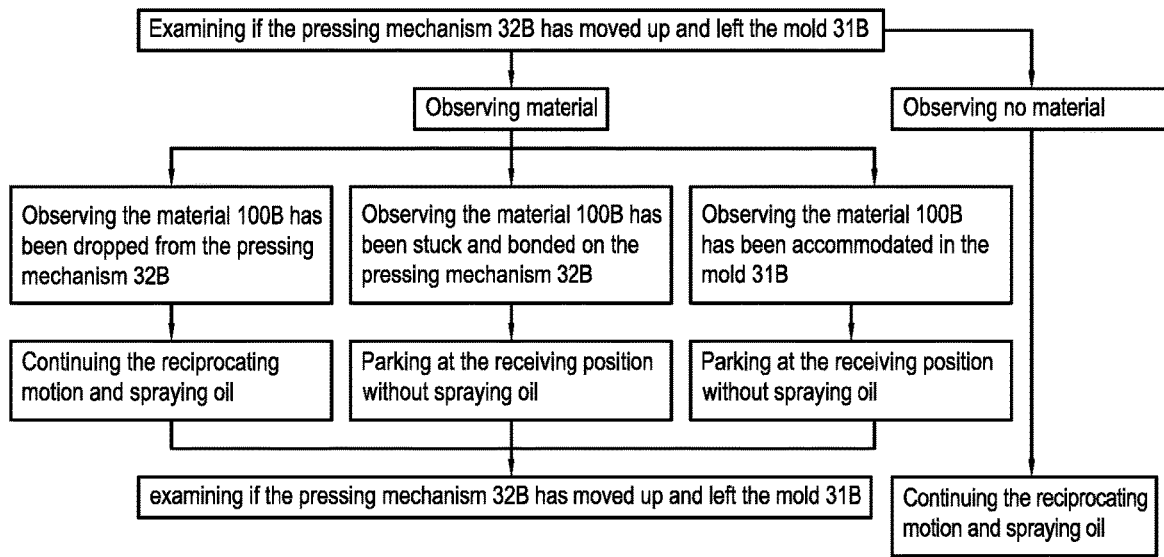 Examining if the pressing mechanism 32B has moved up and left the mold 31B
Observing material
Observing no material
Observing the material 100B has
been dropped from the pressing
mechanism 32B
Observing the material 100B has
been stuck and bonded on the
pressing mechanism 32B
Observing the material 100B
has been accommodated in the
mold 31B
Continuing the reciprocating
motion and spraying oil
Parking at the receiving position
without spraying oil
Parking at the receiving position
without spraying oil
examining if the pressing mechanism 32B has moved up and left the mold 31B
Continuing the reciprocating
motion and spraying oil